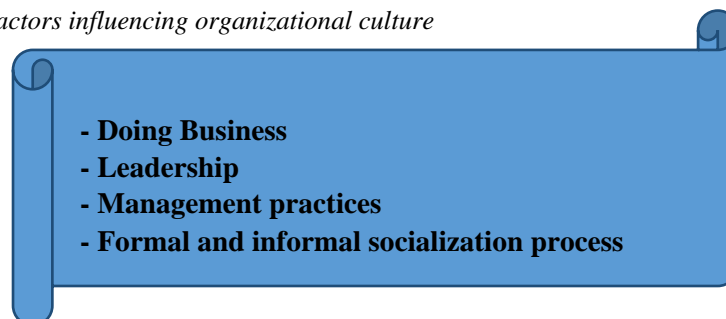 actors influencing organizational culture
- Doing Business
- Leadership
- Management practices
- Formal and informal socialization process